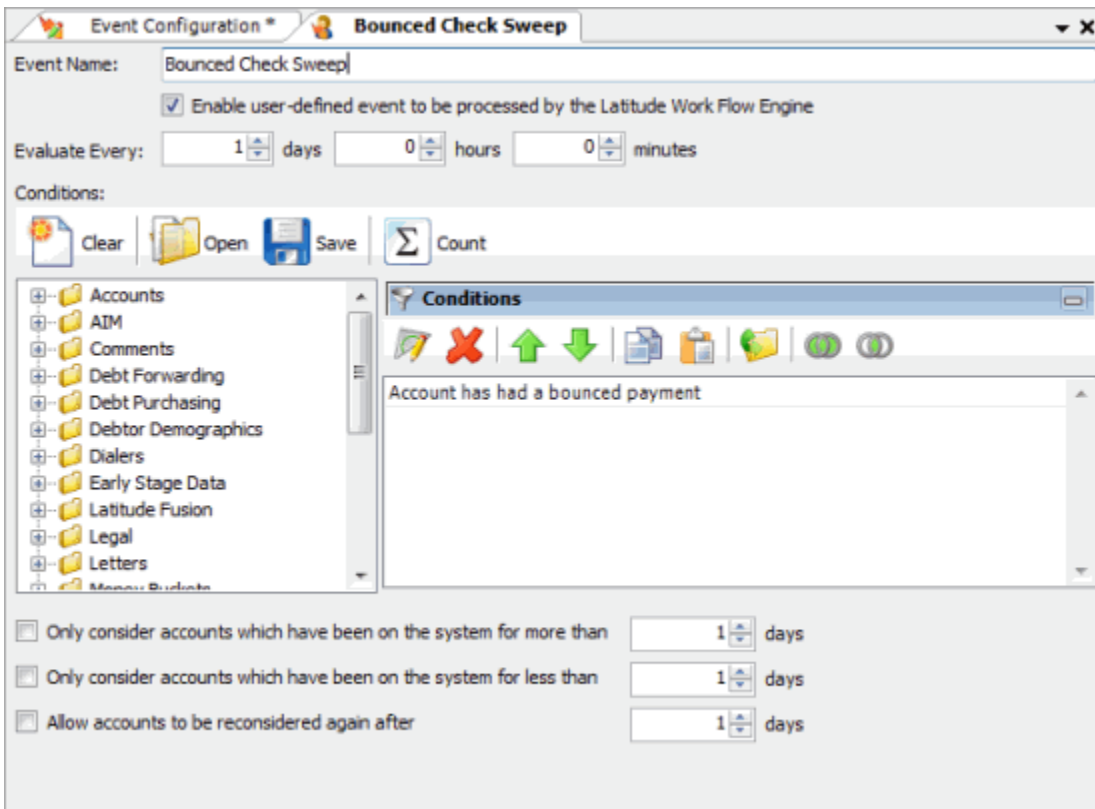 Event Configuration * Bounced Check Sweep
Event Name: Bounced Check Sweep
Enable user-defined event to be processed by the Latitude Work Flow Engine
Evaluate Every: 1 days 0 hours 0 minutes
Conditions:
Clear Open Save Σ Count
Accounts
AIM
Comments
Debt Forwarding
Debt Purchasing
Debtor Demographics
Dialers
Early Stage Data
Latitude Fusion
Legal
Letters
Money Buckets
Conditions
Account has had a bounced payment
Only consider accounts which have been on the system for more than 1 days
Only consider accounts which have been on the system for less than 1 days
Allow accounts to be reconsidered again after 1 days